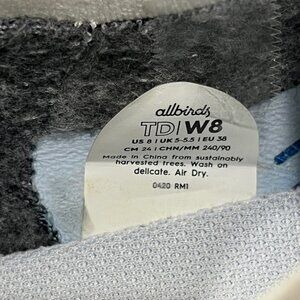 allbirds
TD|W8
US 8 | UK 5-5.5 | EU 38
CM 24 | CHN/MM 240/90
Made in China from sustainably
harvested trees. Wash on
delicate. Air Dry.
0420 RM1